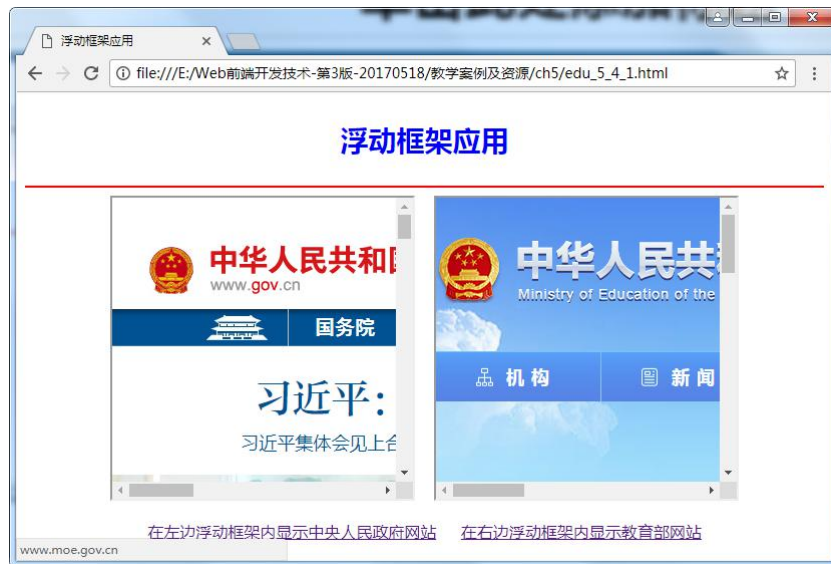 浮动框架应用
file:///E:/Web前端开发技术-第3版-20170518/教学案例及资源/ch5/edu_5_4_1.html
浮动框架应用
中华人民共和
www.gov.cn
国务院
习近平：
习近平集体会见上合
中华人民共和
Ministry of Education of the
机构 新闻
在左边浮动框架内显示中央人民政府网站 在右边浮动框架内显示教育部网站
www.moe.gov.cn